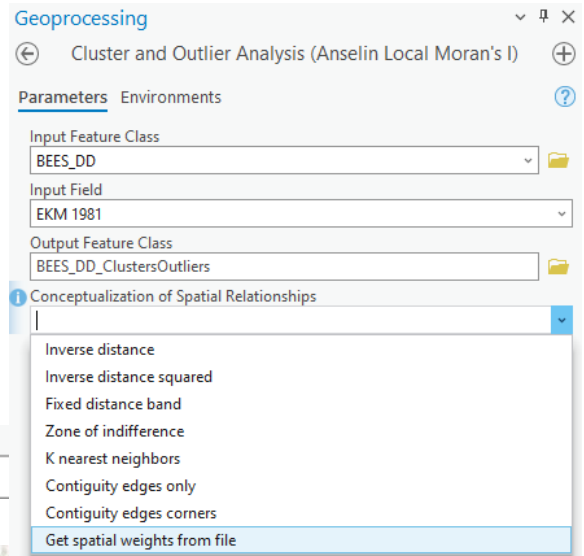 Geoprocessing
Cluster and Outlier Analysis (Anselin Local Moran's I)
Parameters Environments
Input Feature Class
BEES_DD
Input Field
EKM 1981
Output Feature Class
BEES_DD_ClustersOutliers
Conceptualization of Spatial Relationships
Inverse distance
Inverse distance squared
Fixed distance band
Zone of indifference
K nearest neighbors
Contiguity edges only
Contiguity edges corners
Get spatial weights from file